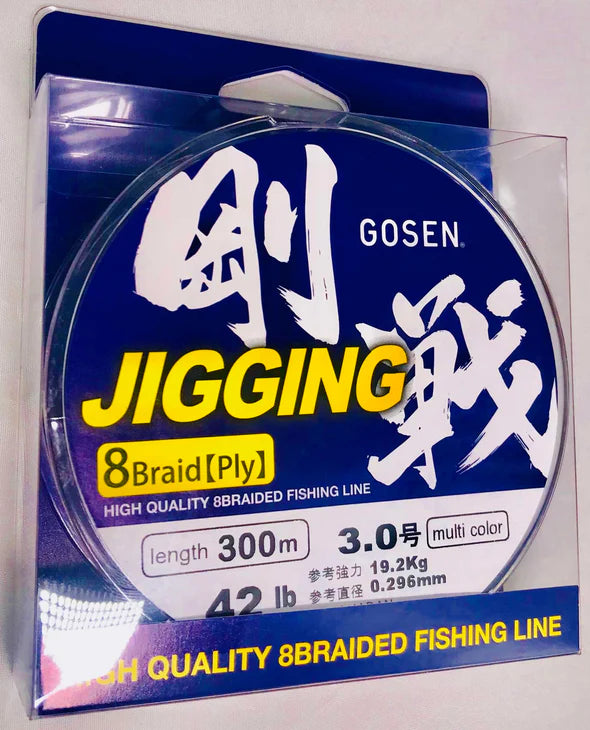 剛戦
GOSEN®
JIGGING
8Braid【Ply】
HIGH QUALITY 8BRAIDED FISHING LINE
length 300m
3.0号
multi color
参考強力 19.2Kg
42 lb
参考直径 0.296mm
HIGH QUALITY 8BRAIDED FISHING LINE